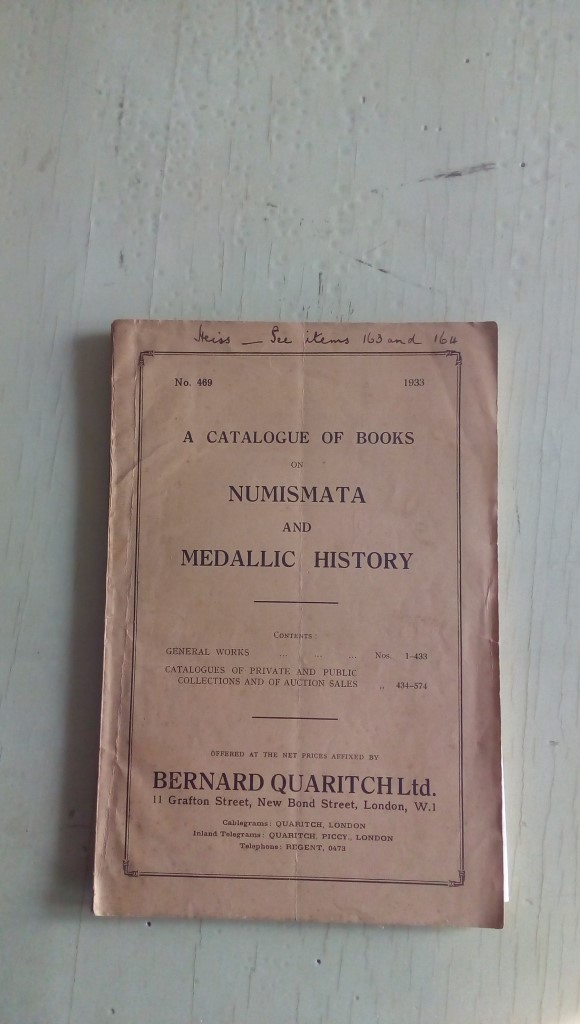 Heiss — See items 163 and 164
No. 469 1933
A CATALOGUE OF BOOKS
ON
NUMISMATA
AND
MEDALLIC HISTORY
CONTENTS:
GENERAL WORKS ... ... ... Nos. 1-433
CATALOGUES OF PRIVATE AND PUBLIC
COLLECTIONS AND OF AUCTION SALES ,, 434-574
OFFERED AT THE NET PRICES AFFIXED BY
BERNARD QUARITCH Ltd.
11 Grafton Street, New Bond Street, London, W.1
Cablegrams: QUARITCH, LONDON
Inland Telegrams: QUARITCH, PICCY., LONDON
Telephone: REGENT, 0473